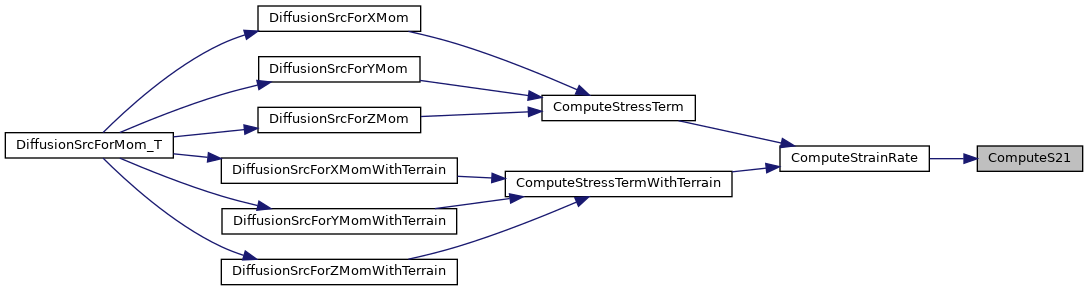 DiffusionSrcForXMom
DiffusionSrcForYMom
ComputeStressTerm
DiffusionSrcForZMom
DiffusionSrcForMom_T
ComputeStrainRate
ComputeS21
DiffusionSrcForXMomWithTerrain
ComputeStressTermWithTerrain
DiffusionSrcForYMomWithTerrain
DiffusionSrcForZMomWithTerrain